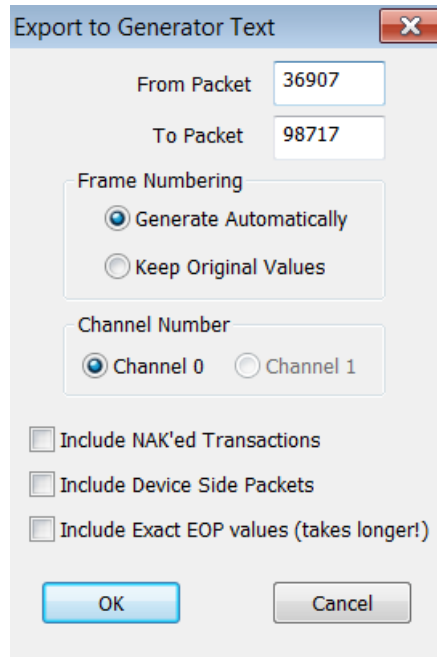 Export to Generator Text
From Packet 36907
To Packet 98717
Frame Numbering
Generate Automatically
Keep Original Values
Channel Number
Channel 0 Channel 1
Include NAK'ed Transactions
Include Device Side Packets
Include Exact EOP values (takes longer!)
OK Cancel